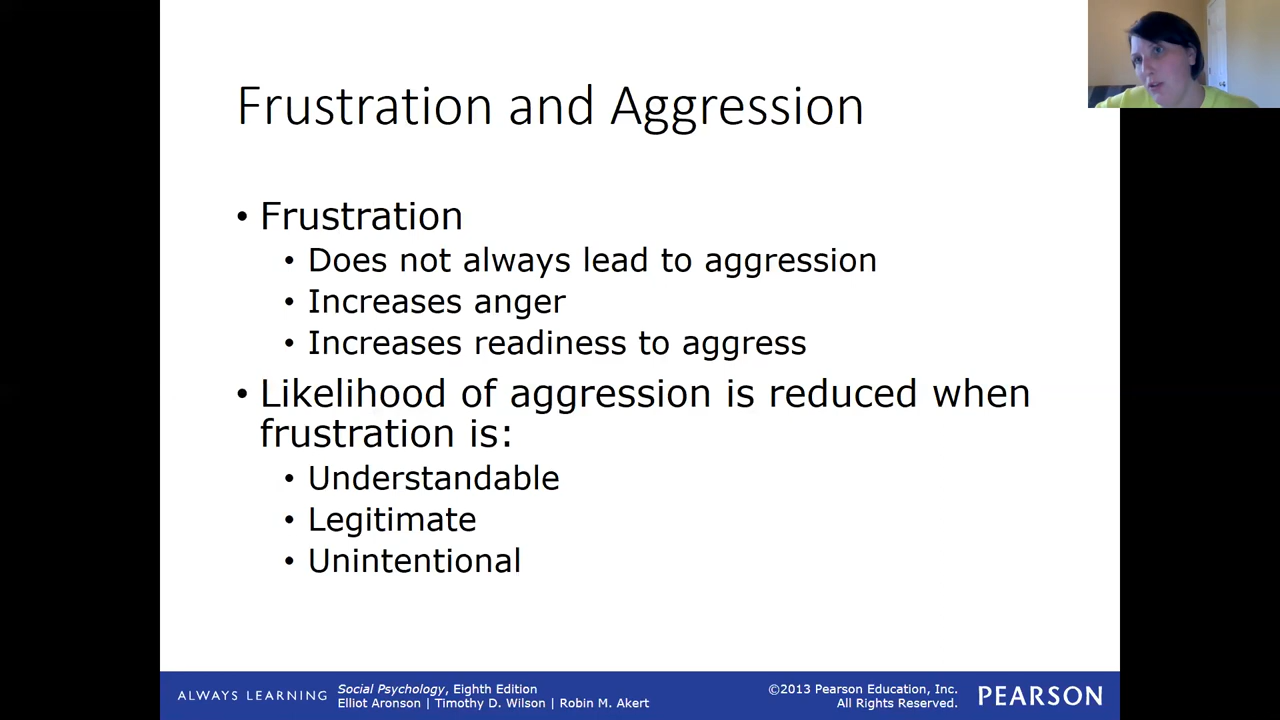 Frustration and Aggression
• Frustration
• Does not always lead to aggression
• Increases anger
• Increases readiness to aggress
• Likelihood of aggression is reduced when
frustration is:
• Understandable
• Legitimate
• Unintentional
ALWAYS LEARNING
Social Psychology, Eighth Edition
Elliot Aronson | Timothy D. Wilson | Robin M. Akert
©2013 Pearson Education, Inc.
All Rights Reserved.
PEARSON